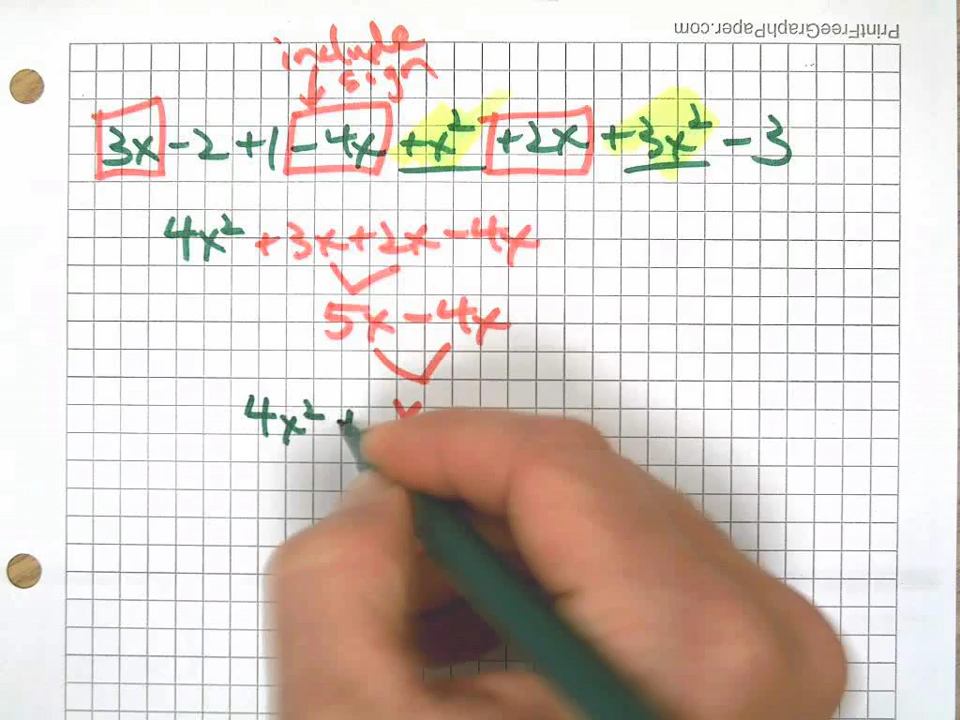 PrintFreeGraphPaper.com
include
sign
3x - 2 + 1 - 4x + x² + 2x + 3x² - 3
4x² + 3x + 2x - 4x
5x - 4x
4x² + x